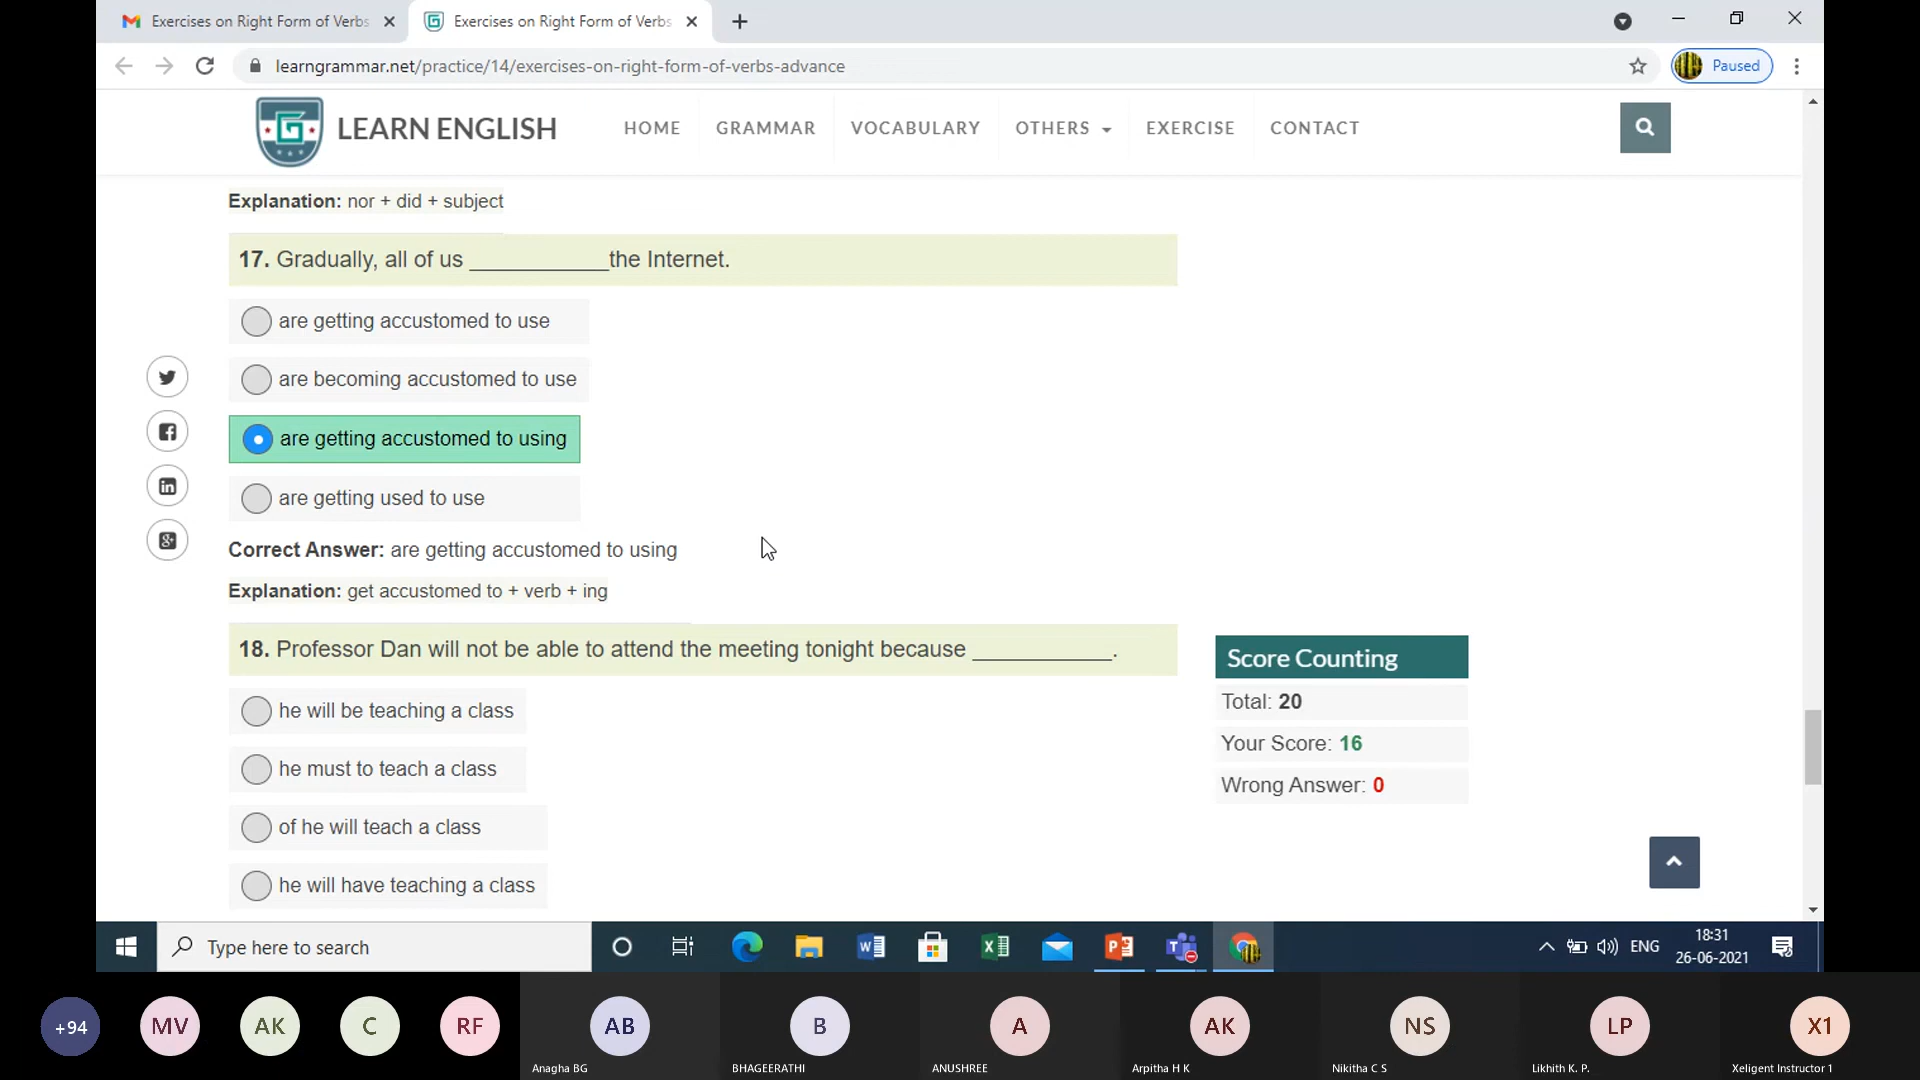 Exercises on Right Form of Verbs
Exercises on Right Form of Verbs
learngrammar.net/practice/14/exercises-on-right-form-of-verbs-advance
Paused
G
LEARN ENGLISH
HOME
GRAMMAR
VOCABULARY
OTHERS
EXERCISE
CONTACT
Explanation: nor + did + subject
17. Gradually, all of us ___________the Internet.
are getting accustomed to use
are becoming accustomed to use
are getting accustomed to using
are getting used to use
Correct Answer: are getting accustomed to using
Explanation: get accustomed to + verb + ing
18. Professor Dan will not be able to attend the meeting tonight because ___________.
he will be teaching a class
he must to teach a class
of he will teach a class
he will have teaching a class
Score Counting
Total: 20
Your Score: 16
Wrong Answer: 0
Type here to search
ENG
18:31
26-06-2021
+94
MV
AK
C
RF
AB
B
A
AK
NS
LP
X1
Anagha BG
BHAGEERATHI
ANUSHREE
Arpitha H K
Nikitha C S
Likhith K. P.
Xeligent Instructor 1